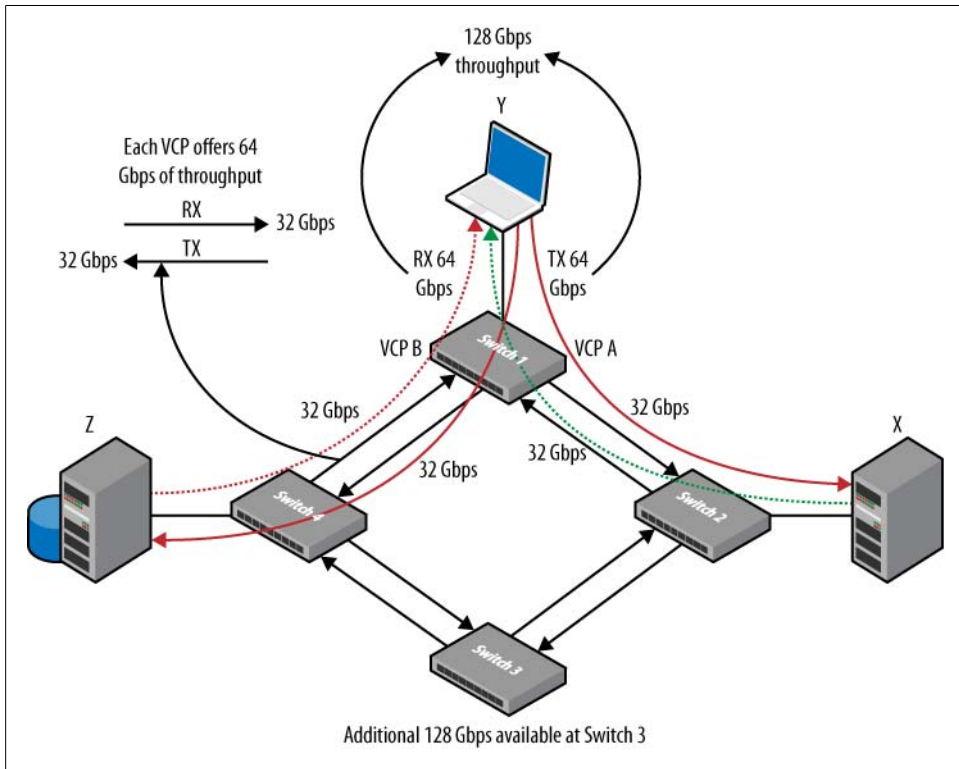 128 Gbps
throughput
Y
Each VCP offers 64
Gbps of throughput
RX
32 Gbps
32 Gbps
TX
RX 64
Gbps
TX 64
Gbps
VCP B
Switch 1
VCP A
32 Gbps
32 Gbps
Z
X
32 Gbps
32 Gbps
Switch 4
Switch 2
Switch 3
Additional 128 Gbps available at Switch 3